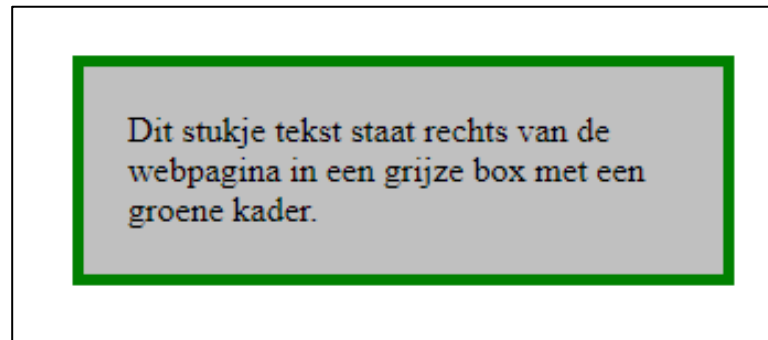 Dit stukje tekst staat rechts van de
webpagina in een grijze box met een
groene kader.